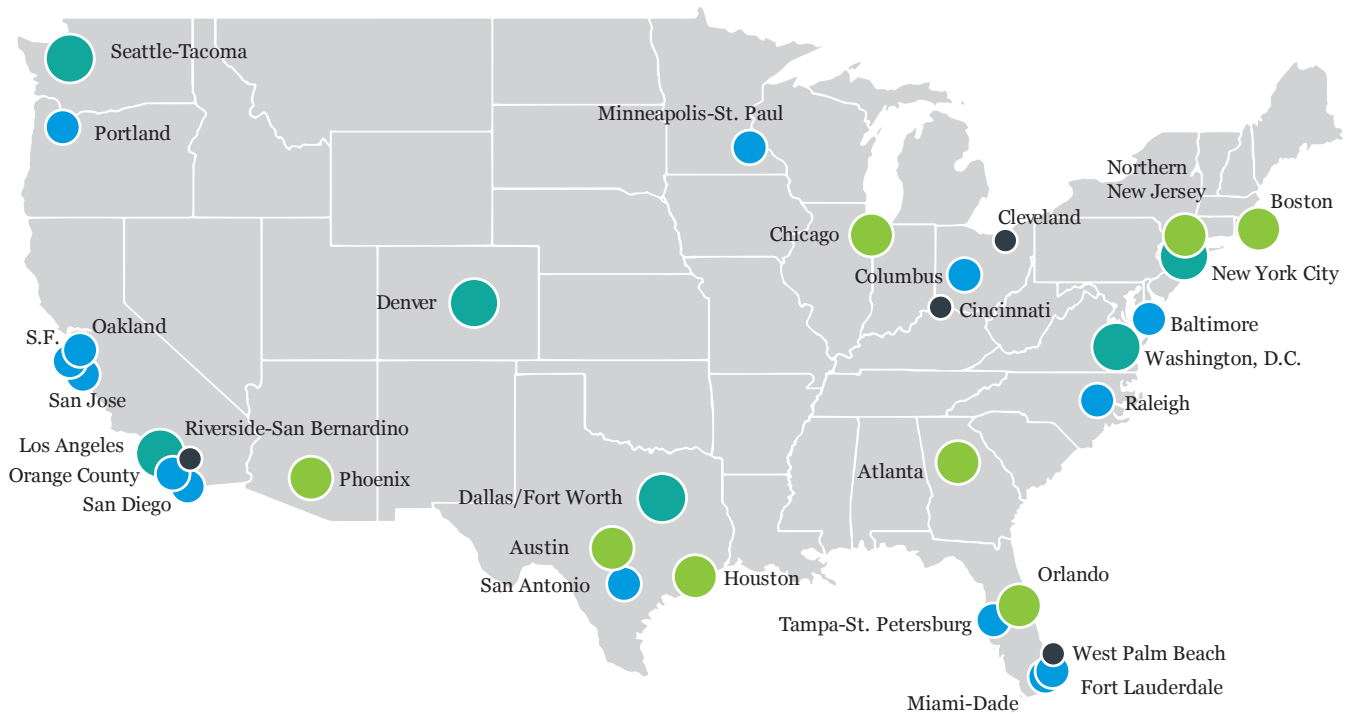 Seattle-Tacoma
Portland
Minneapolis-St. Paul
Northern
New Jersey
Boston
Cleveland
Chicago
Columbus
New York City
Denver
Cincinnati
Baltimore
Oakland
S.F.
Washington, D.C.
San Jose
Raleigh
Riverside-San Bernardino
Los Angeles
Orange County
San Diego
Phoenix
Atlanta
Dallas/Fort Worth
Austin
San Antonio
Houston
Orlando
Tampa-St. Petersburg
West Palm Beach
Fort Lauderdale
Miami-Dade